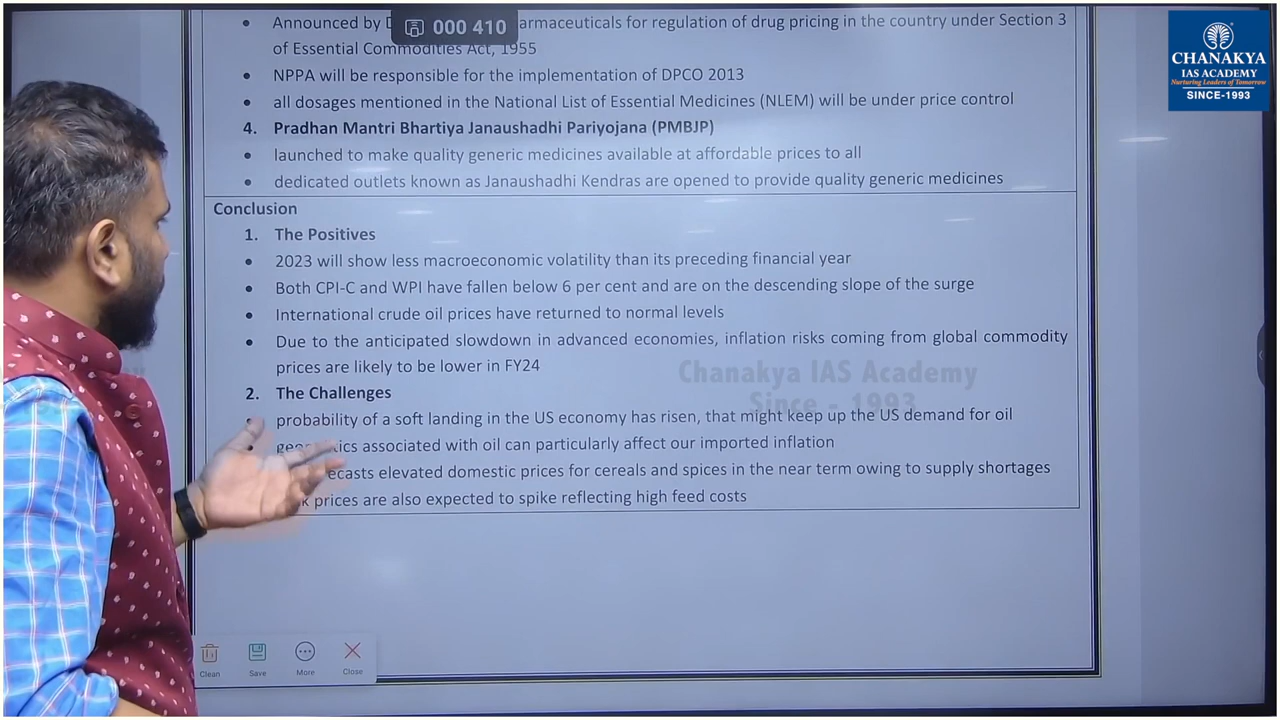 Announced by armaceuticals for regulation of drug pricing in the country under Section 3
of Essential Commodities Act, 1955
000 410
• NPPA will be responsible for the implementation of DPCO 2013
• all dosages mentioned in the National List of Essential Medicines (NLEM) will be under price control
4. Pradhan Mantri Bhartiya Janaushadhi Pariyojana (PMBJP)
• launched to make quality generic medicines available at affordable prices to all
• dedicated outlets known as Janaushadhi Kendras are opened to provide quality generic medicines
Conclusion
1. The Positives
• 2023 will show less macroeconomic volatility than its preceding financial year
• Both CPI-C and WPI have fallen below 6 per cent and are on the descending slope of the surge
• International crude oil prices have returned to normal levels
• Due to the anticipated slowdown in advanced economies, inflation risks coming from global commodity
prices are likely to be lower in FY24
2. The Challenges
probability of a soft landing in the US economy has risen, that might keep up the US demand for oil
associated with oil can particularly affect our imported inflation
ecasts elevated domestic prices for cereals and spices in the near term owing to supply shortages
prices are also expected to spike reflecting high feed costs
Chanakya IAS Academy
Since - 1993
Clean
Save
More
Close
CHANAKYA
IAS ACADEMY
Nurturing Leaders of Tomorrow
SINCE-1993